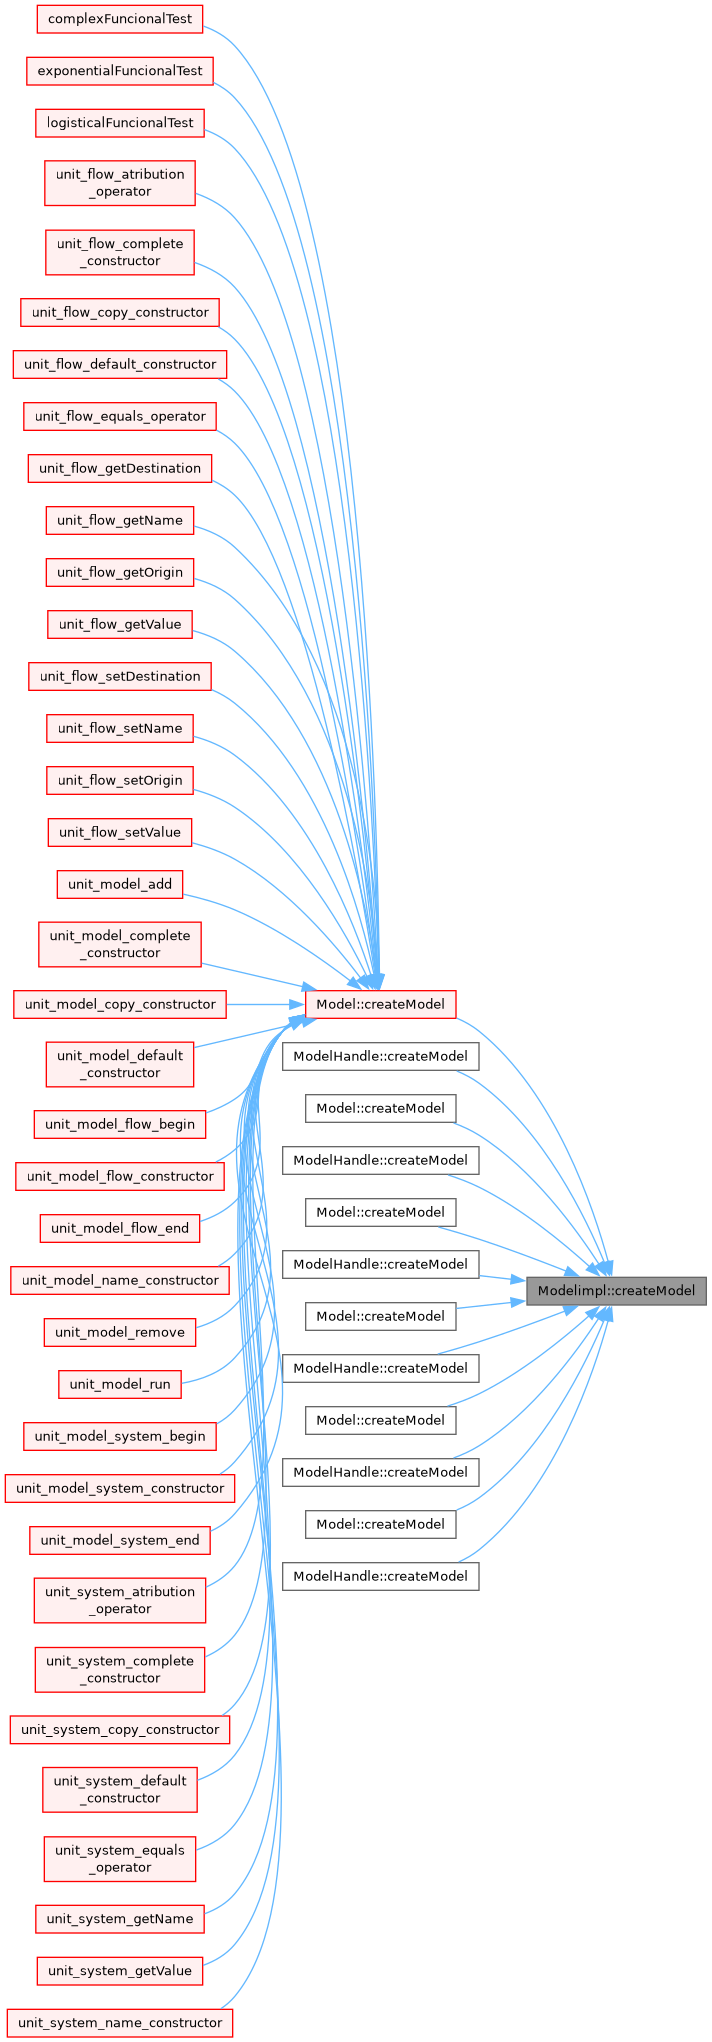 complexFuncionalTest
exponentialFuncionalTest
logisticalFuncionalTest
unit_flow_atribution
_operator
unit_flow_complete
_constructor
unit_flow_copy_constructor
unit_flow_default_constructor
unit_flow_equals_operator
unit_flow_getDestination
unit_flow_getName
unit_flow_getOrigin
unit_flow_getValue
unit_flow_setDestination
unit_flow_setName
unit_flow_setOrigin
unit_flow_setValue
unit_model_add
unit_model_complete
_constructor
unit_model_copy_constructor
unit_model_default
_constructor
unit_model_flow_begin
unit_model_flow_constructor
unit_model_flow_end
unit_model_name_constructor
unit_model_remove
unit_model_run
unit_model_system_begin
unit_model_system_constructor
unit_model_system_end
unit_system_atribution
_operator
unit_system_complete
_constructor
unit_system_copy_constructor
unit_system_default
_constructor
unit_system_equals
_operator
unit_system_getName
unit_system_getValue
unit_system_name_constructor
Model::createModel
ModelHandle::createModel
Model::createModel
ModelHandle::createModel
Model::createModel
ModelHandle::createModel
Model::createModel
ModelHandle::createModel
Model::createModel
ModelHandle::createModel
Model::createModel
ModelHandle::createModel
Modelimpl::createModel